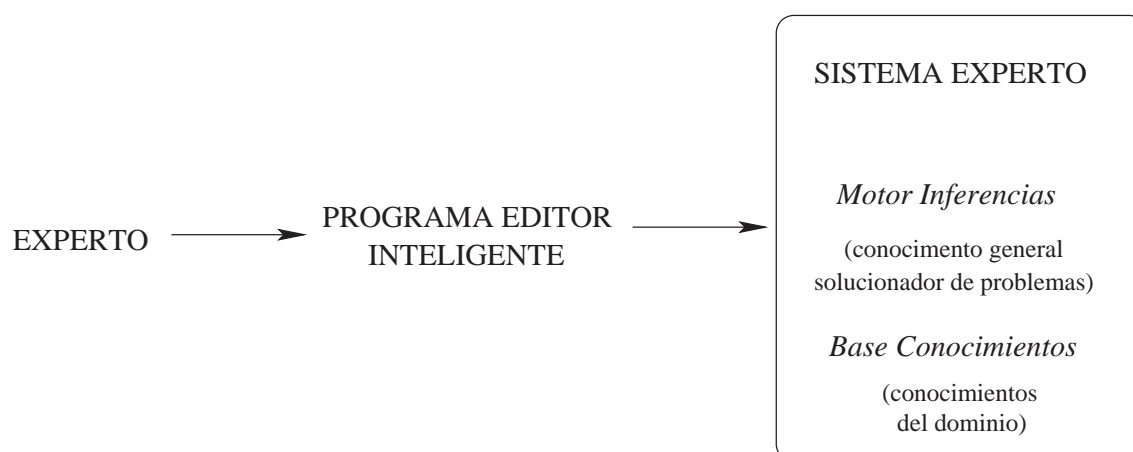 EXPERTO
PROGRAMA EDITOR
INTELIGENTE
SISTEMA EXPERTO
Motor Inferencias
(conocimento general
solucionador de problemas)
Base Conocimientos
(conocimientos
del dominio)